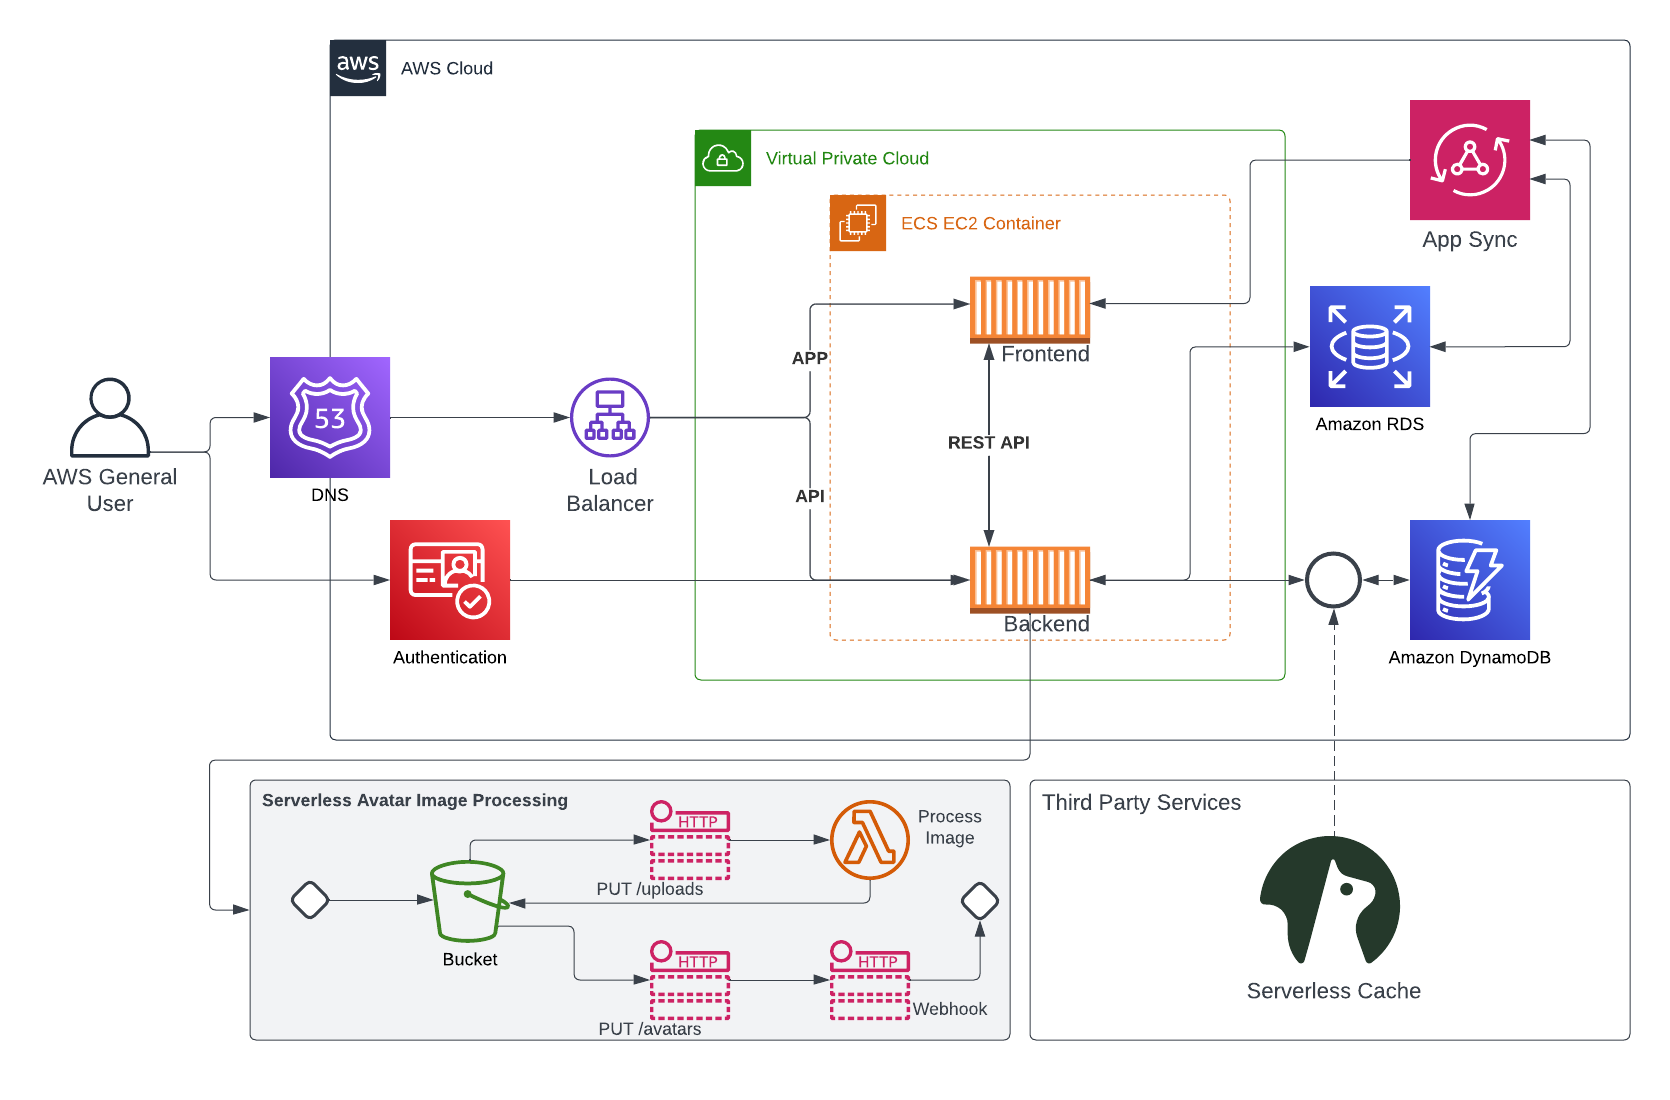 aws
AWS Cloud
Virtual Private Cloud
ECS EC2 Container
App Sync
Frontend
APP
Amazon RDS
53
AWS General
User
DNS
Load
Balancer
REST API
API
Authentication
Backend
Amazon DynamoDB
Serverless Avatar Image Processing
HTTP
PUT /uploads
Process
Image
Bucket
HTTP
PUT /avatars
HTTP
Webhook
Third Party Services
Serverless Cache